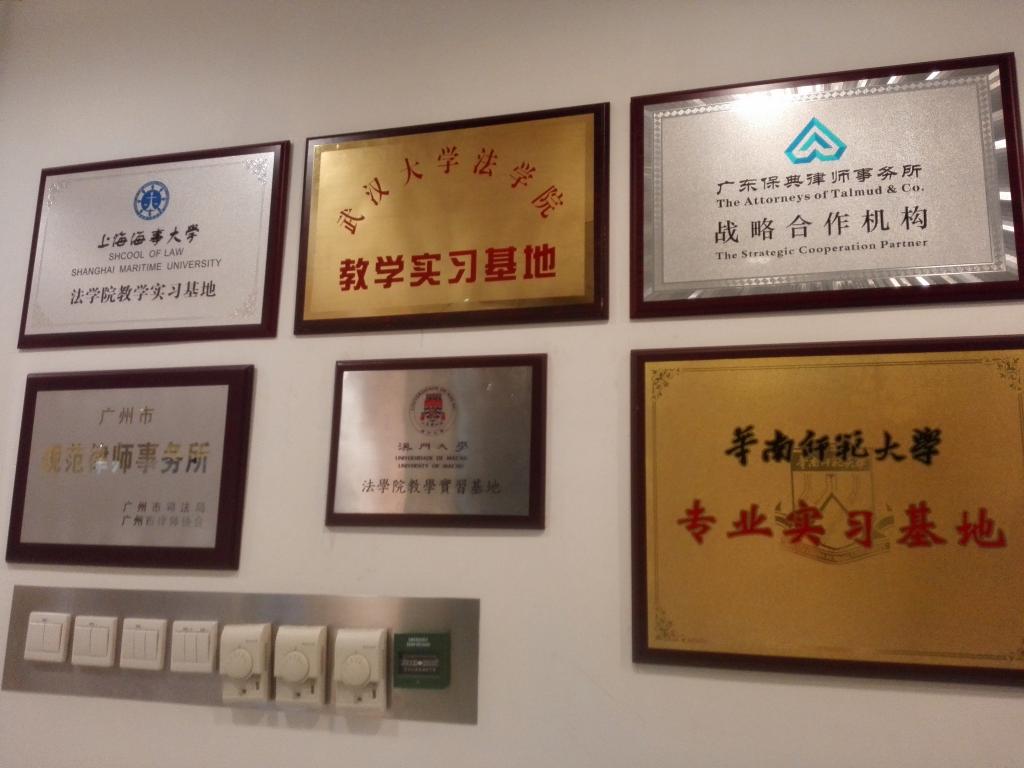 上海海事大学
SHCOOL OF LAW
SHANGHAI MARITIME UNIVERSITY
法学院教学实习基地
武汉大学法学院
教学实习基地
广东保典律师事务所
The Attorneys of Talmud & Co.
战略合作机构
The Strategic Cooperation Partner
广州市
规范律师事务所
广州市司法局
广州市律师协会
澳門大學
UNIVERSIDADE DE MACAU
UNIVERSITY OF MACAU
法學院教學實習基地
华南师范大学
专业实习基地